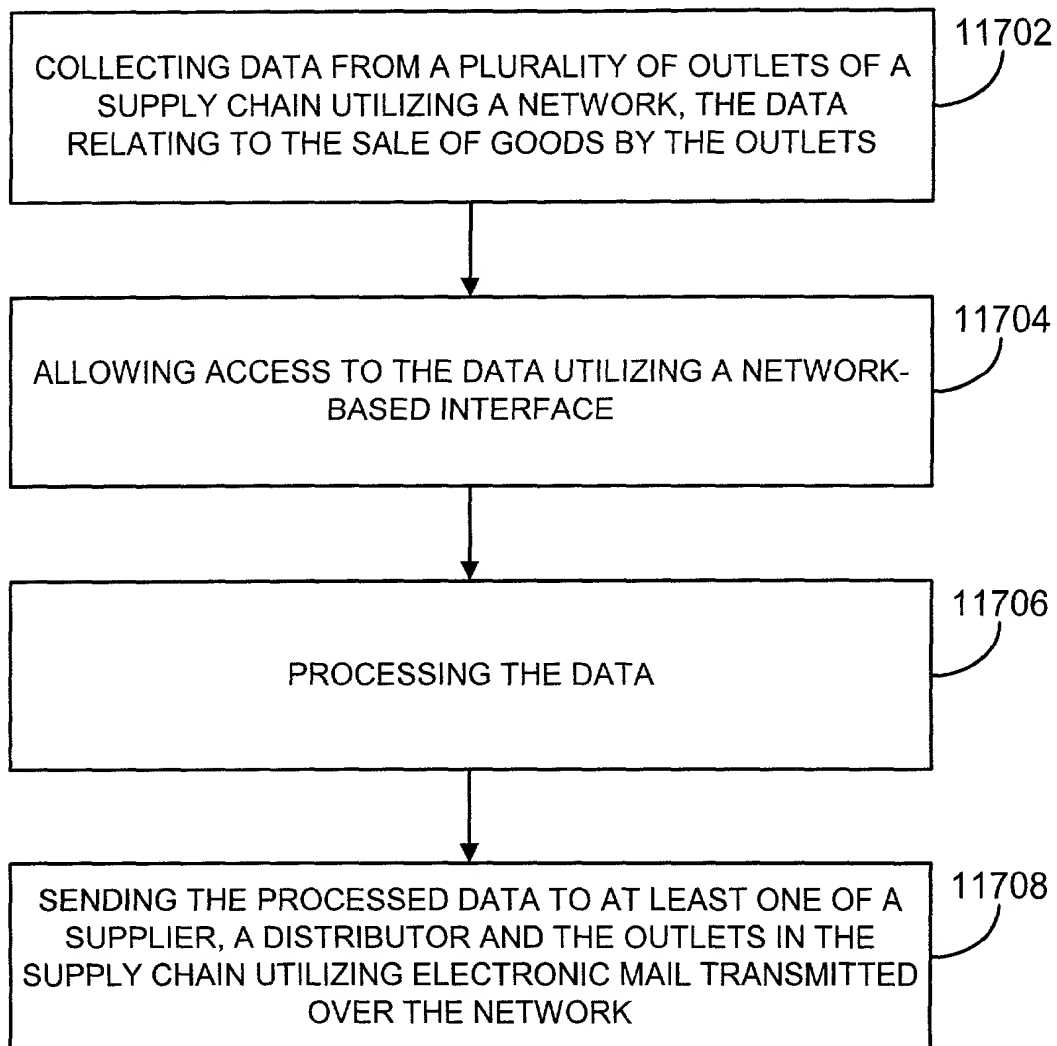 11702
COLLECTING DATA FROM A PLURALITY OF OUTLETS OF A
SUPPLY CHAIN UTILIZING A NETWORK, THE DATA
RELATING TO THE SALE OF GOODS BY THE OUTLETS
11704
ALLOWING ACCESS TO THE DATA UTILIZING A NETWORK-
BASED INTERFACE
11706
PROCESSING THE DATA
11708
SENDING THE PROCESSED DATA TO AT LEAST ONE OF A
SUPPLIER, A DISTRIBUTOR AND THE OUTLETS IN THE
SUPPLY CHAIN UTILIZING ELECTRONIC MAIL TRANSMITTED
OVER THE NETWORK